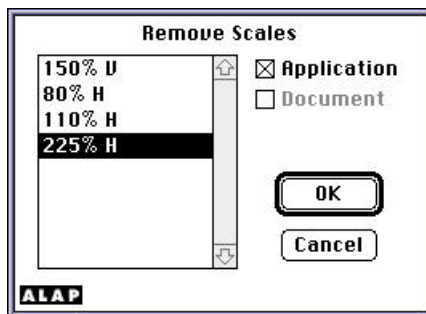 Remove Scales
150% V
80% H
110% H
225% H
Application
Document
OK
Cancel
ALAP